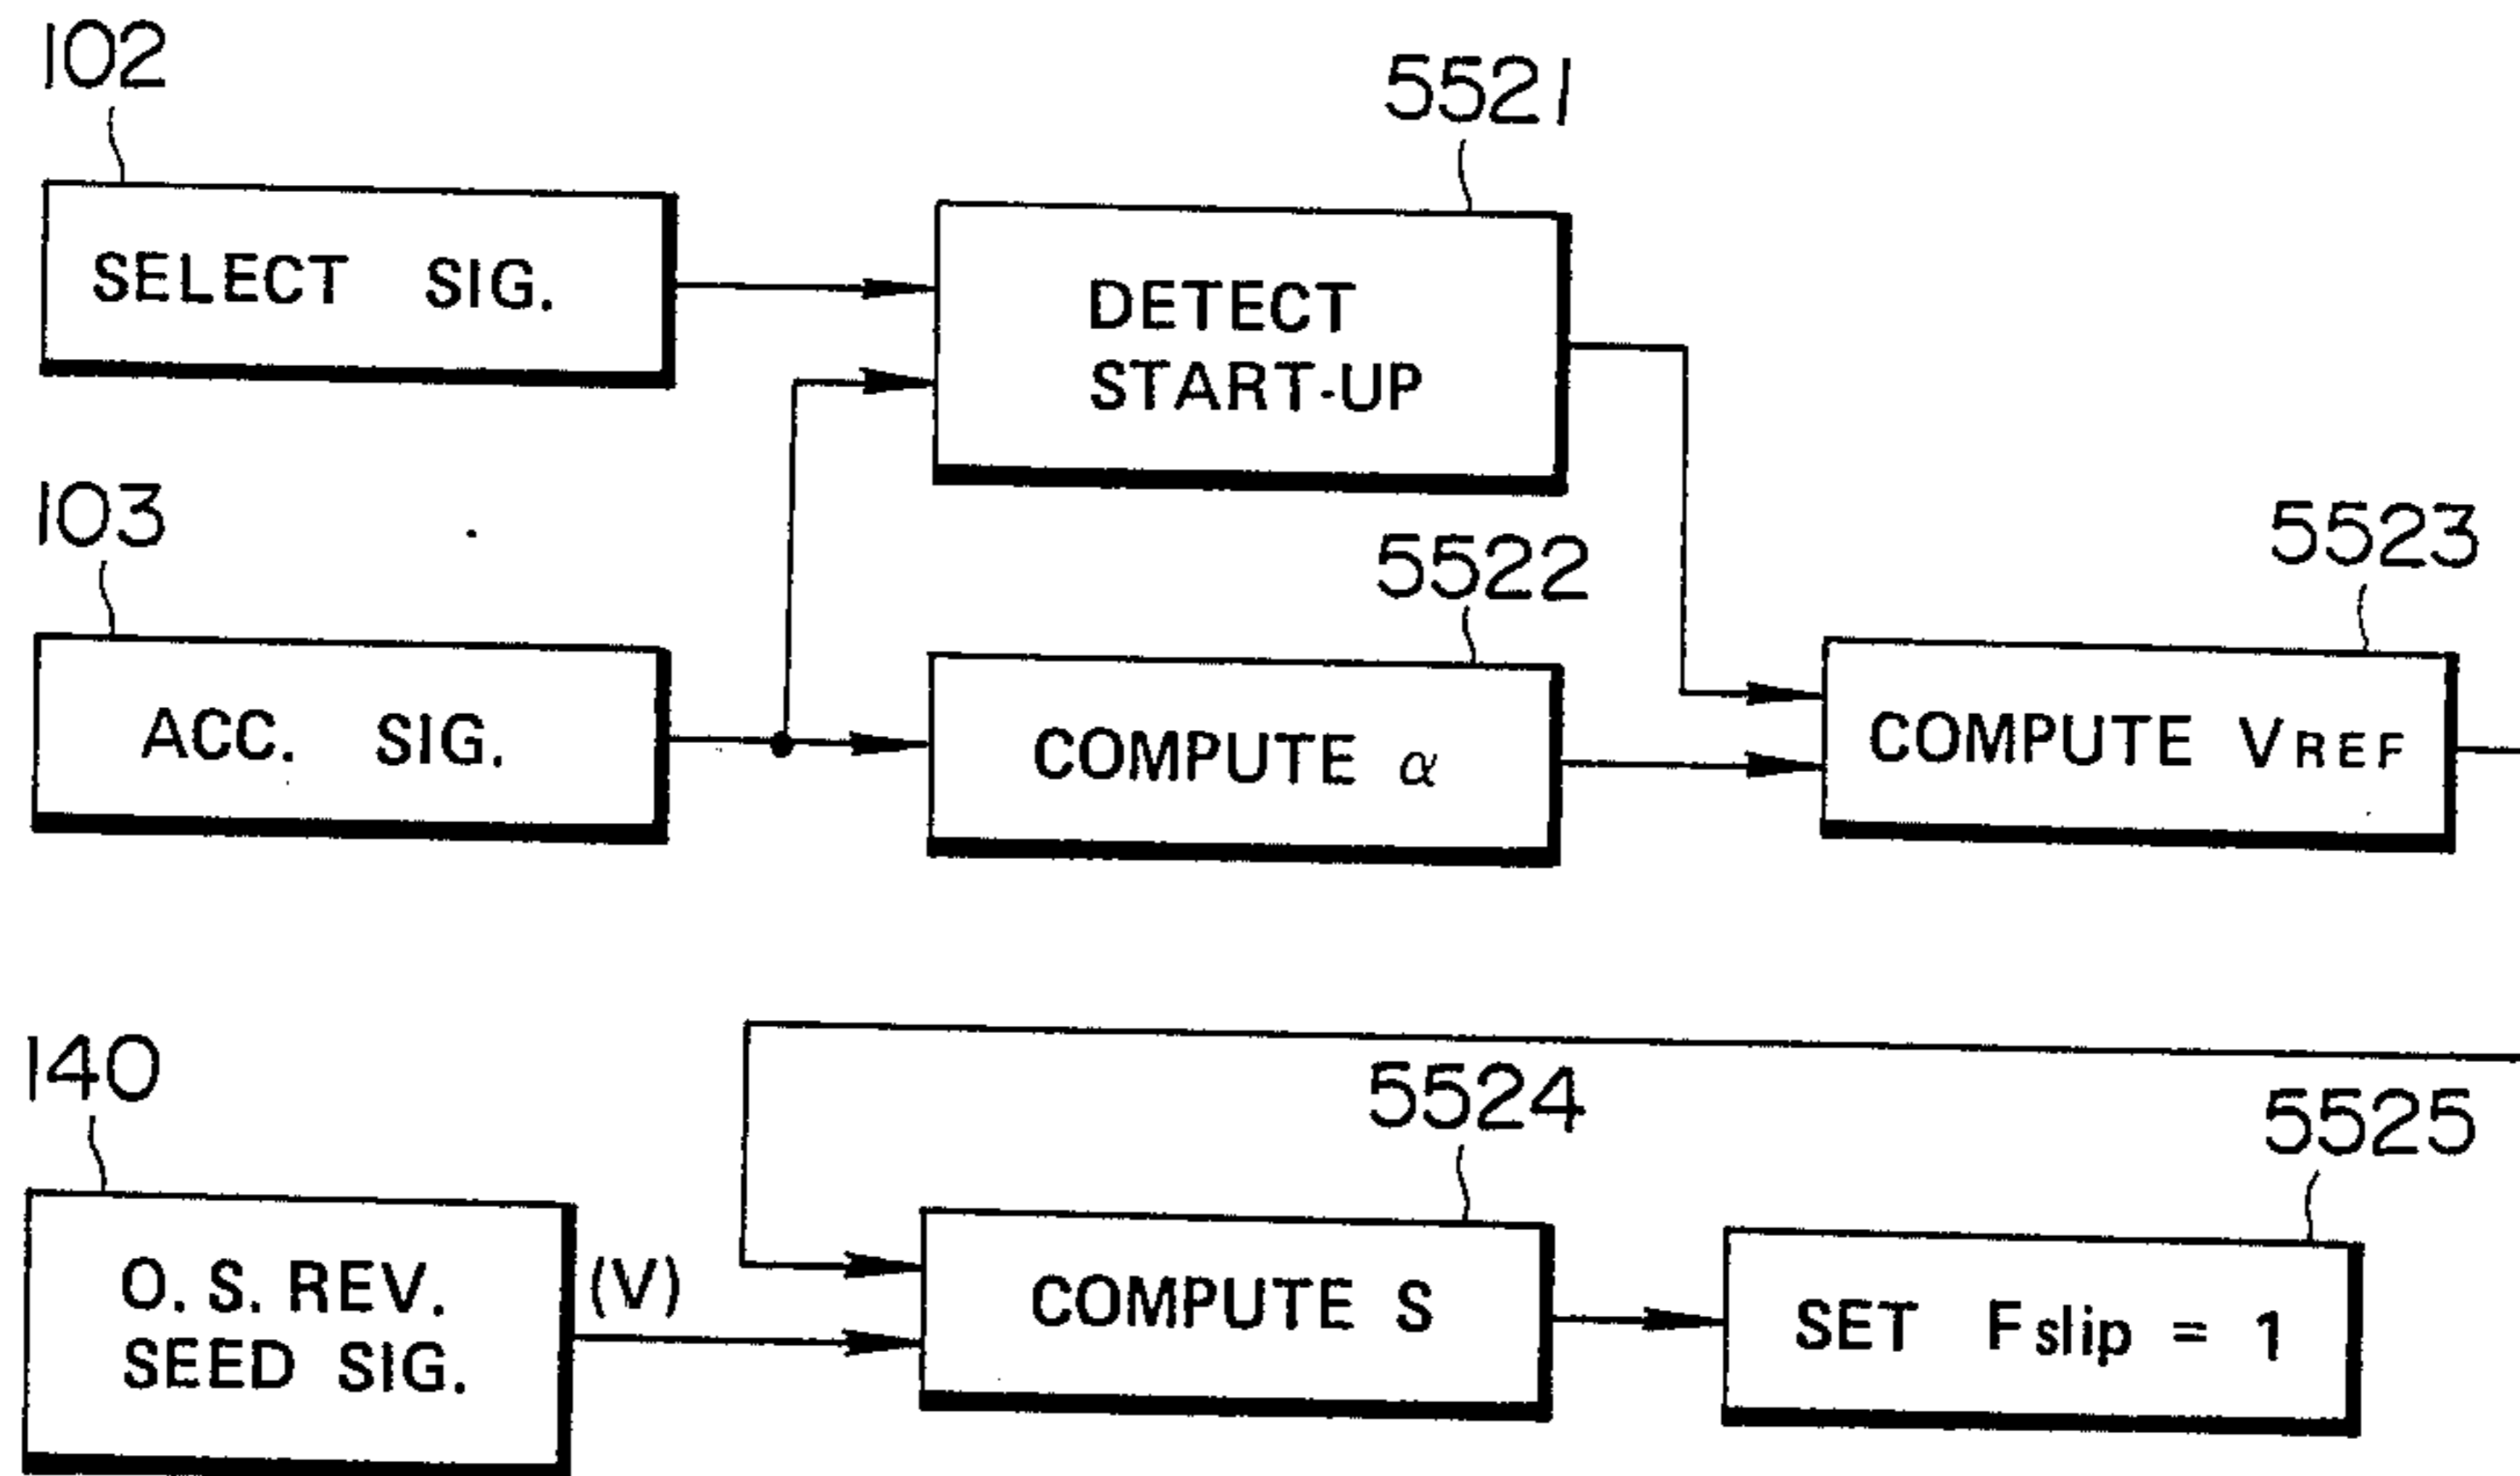 102
SELECT SIG.
5521
DETECT
START-UP
103
ACC. SIG.
5522
COMPUTE α
5523
COMPUTE VREF
140
O. S. REV.
SEED SIG.
(V)
5524
COMPUTE S
5525
SET Fslip = 1